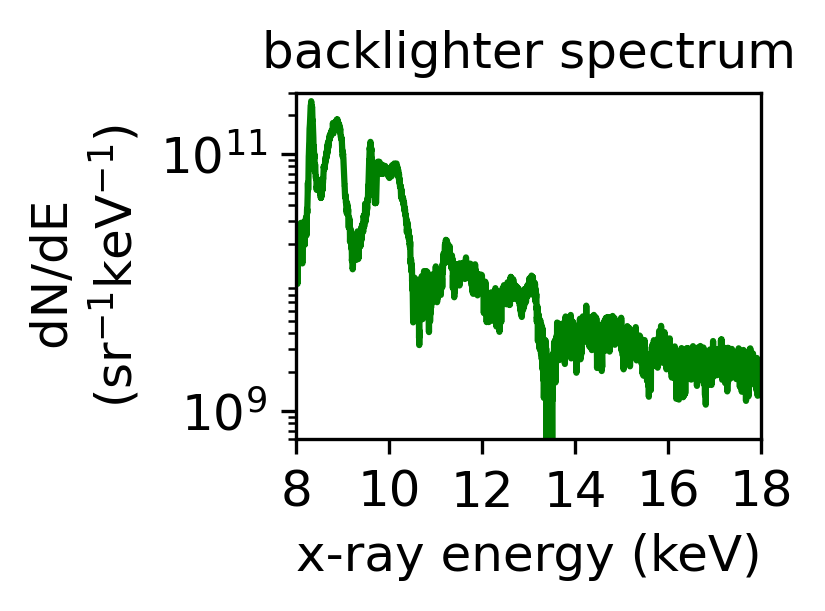 backlighter spectrum
dN/dE
(sr⁻¹keV⁻¹)
10¹¹
10⁹
8 10 12 14 16 18
x-ray energy (keV)